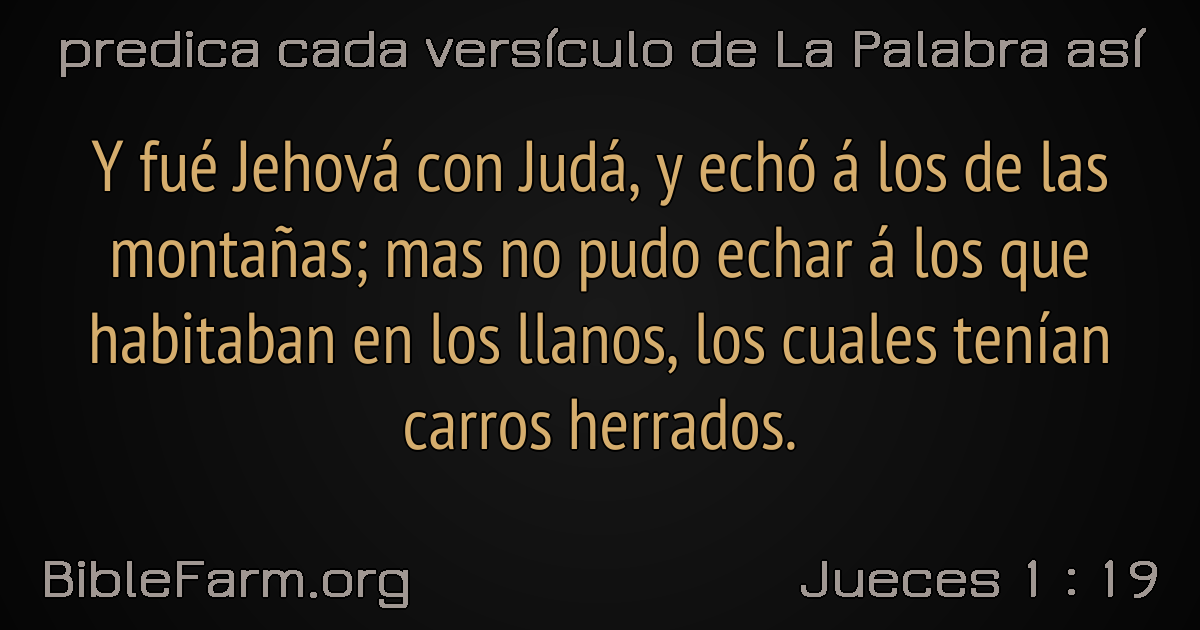 predica cada versículo de La Palabra así
Y fué Jehová con Judá, y echó á los de las
montañas; mas no pudo echar á los que
habitaban en los llanos, los cuales tenían
carros herrados.
BibleFarm.org
Jueces 1 : 19